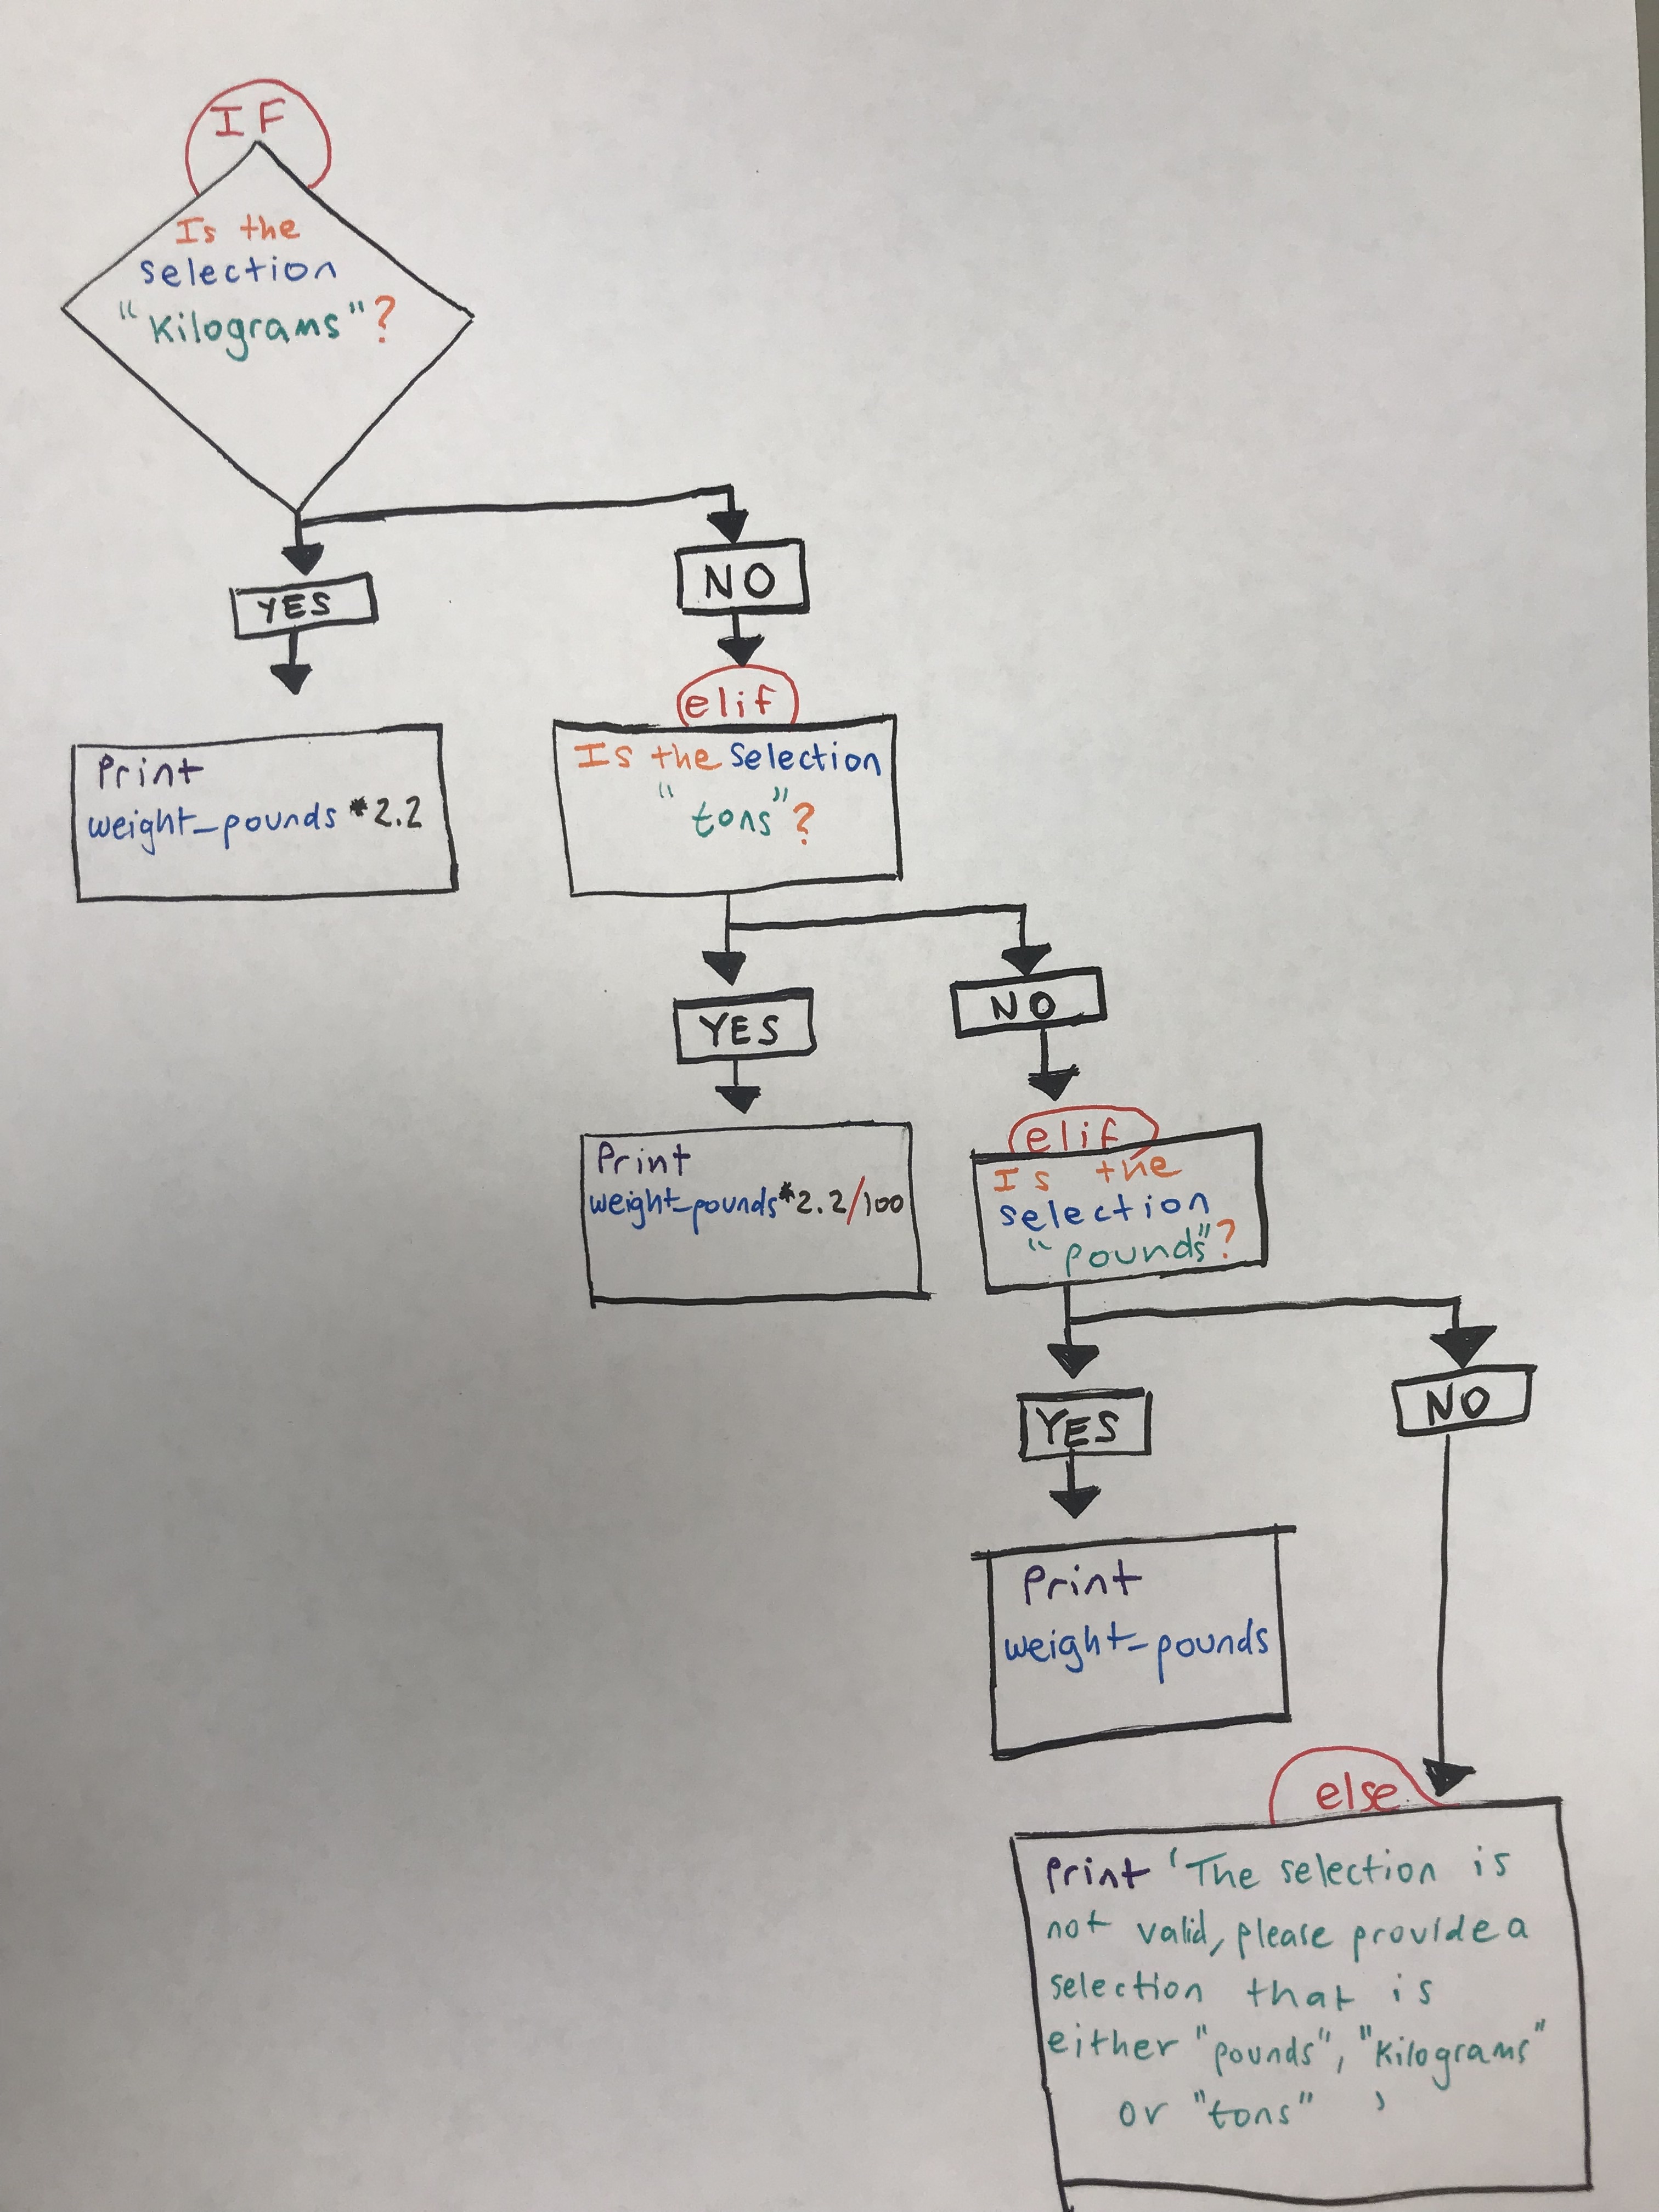 IF
Is the
selection
"Kilograms"?
YES
NO
Print
weight_pounds *2.2
elif
Is the selection
"tons"?
YES
NO
Print
weight_pounds*2.2/100
elif
Is the
selection
"pounds"?
YES
NO
Print
weight_pounds
else
Print 'The selection is
not valid, please provide a
selection that is
either "pounds", "Kilograms"
or "tons" '